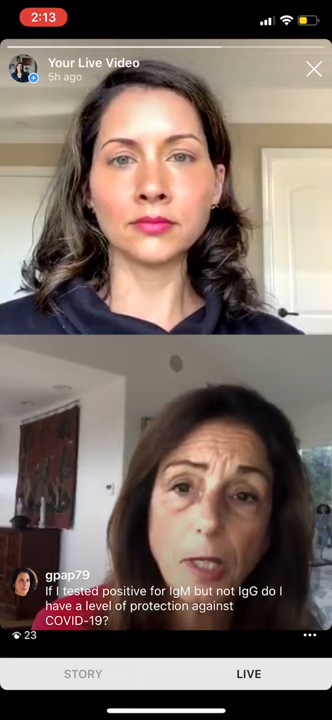 2:13
Your Live Video
5h ago
gpap79
If I tested positive for IgM but not IgG do I
have a level of protection against
COVID-19?
23
STORY
LIVE